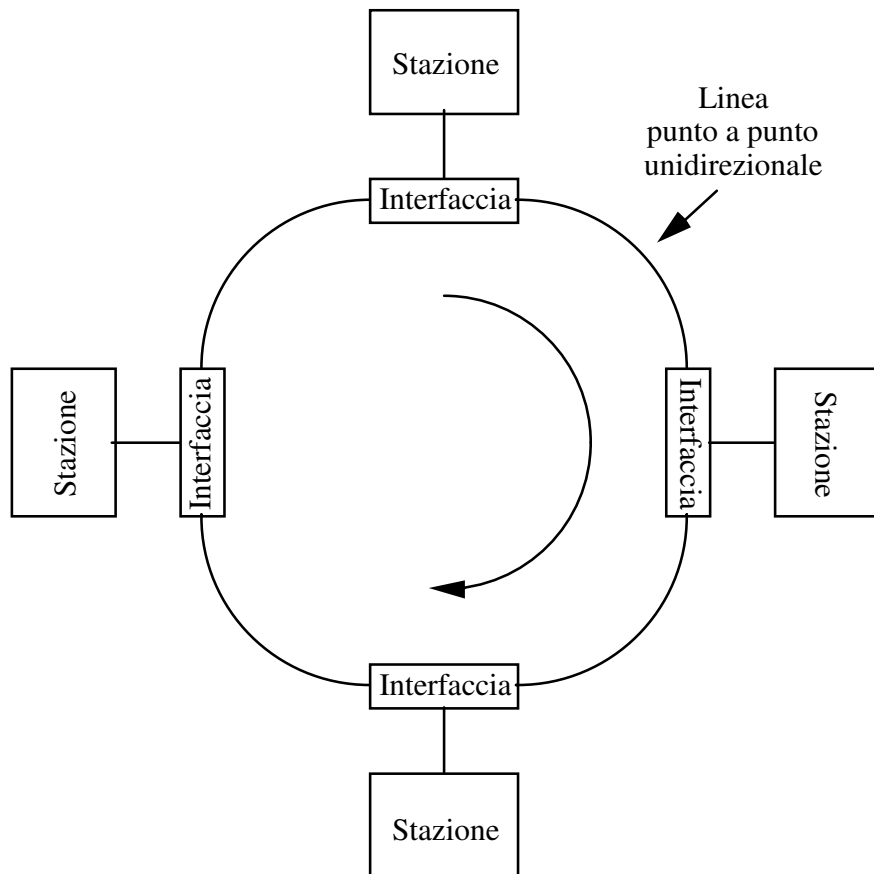 Stazione
Linea
punto a punto
unidirezionale
Interfaccia
Stazione
Interfaccia
Interfaccia
Stazione
Interfaccia
Stazione